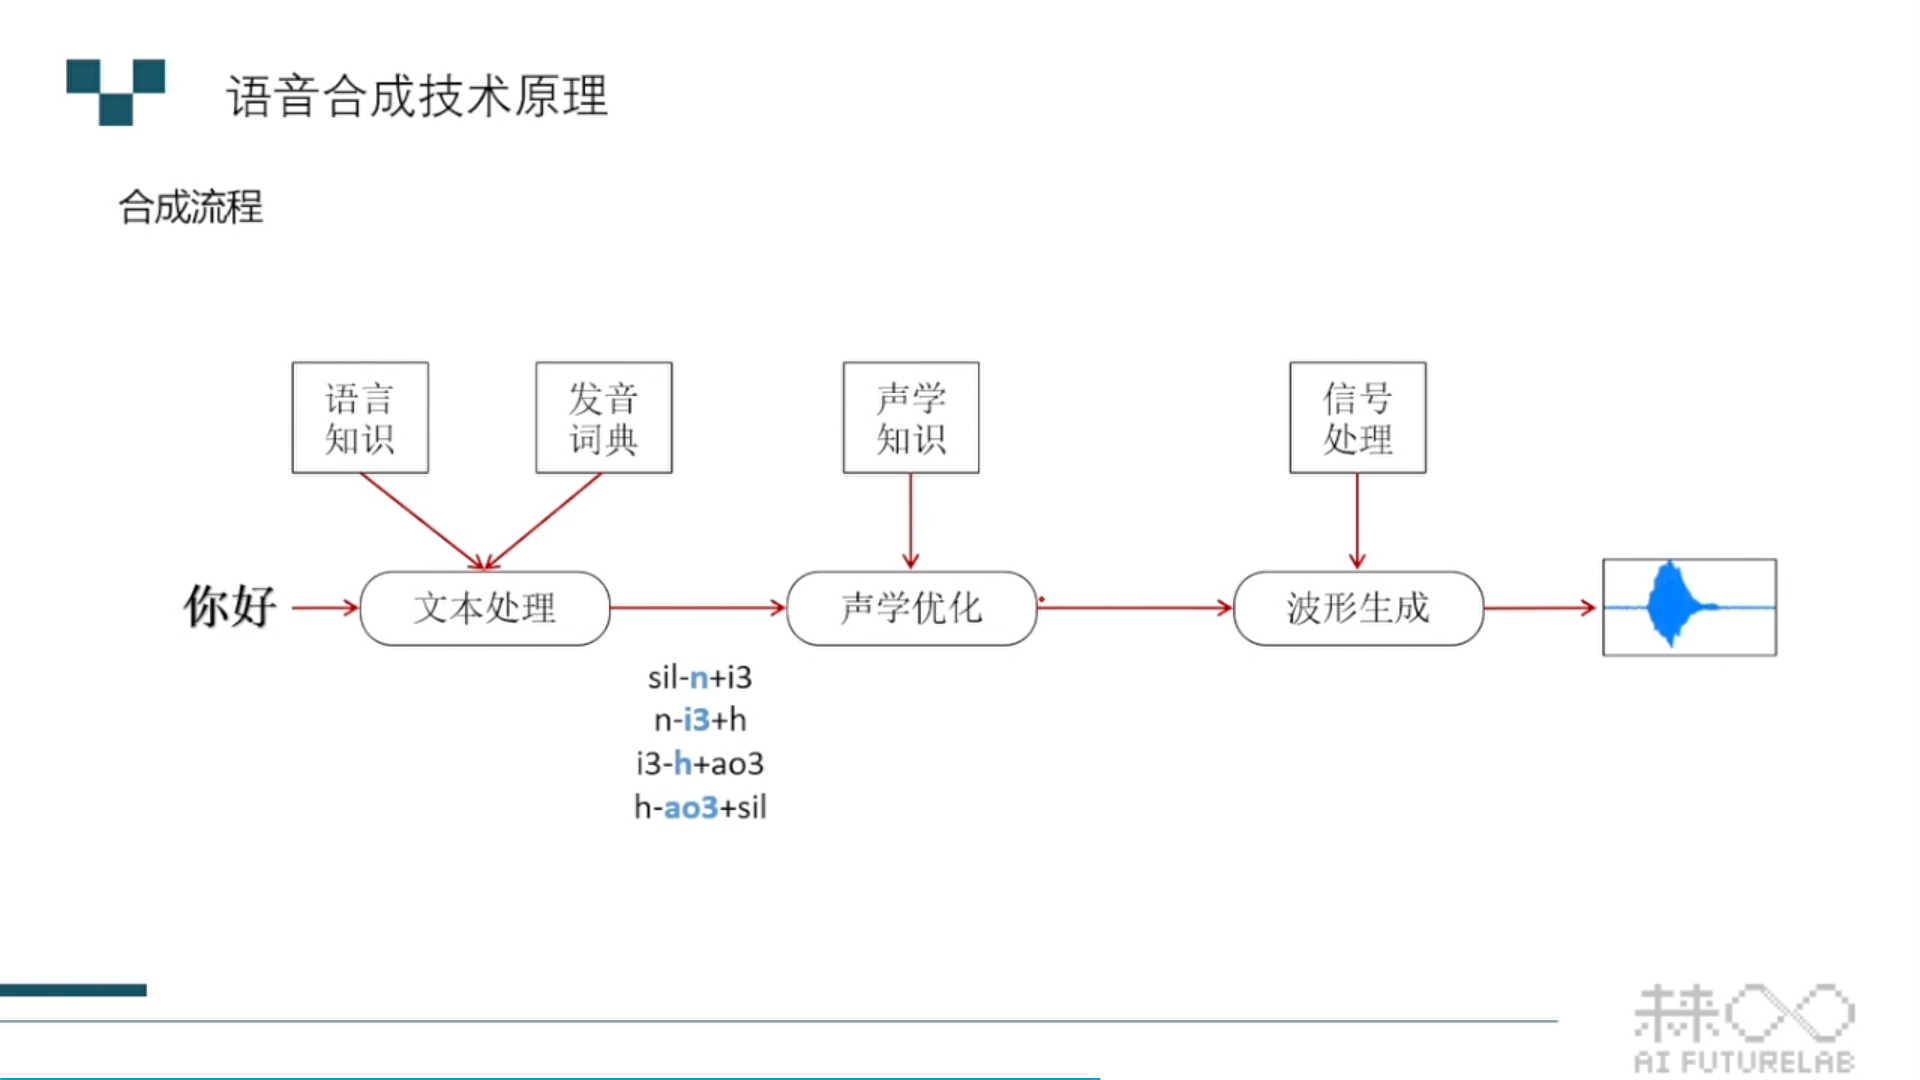 语音合成技术原理
合成流程
语言
知识
发音
词典
声学
知识
信号
处理
你好
文本处理
声学优化
波形生成
sil-n+i3
n-i3+h
i3-h+ao3
h-ao3+sil
AI FUTURELAB